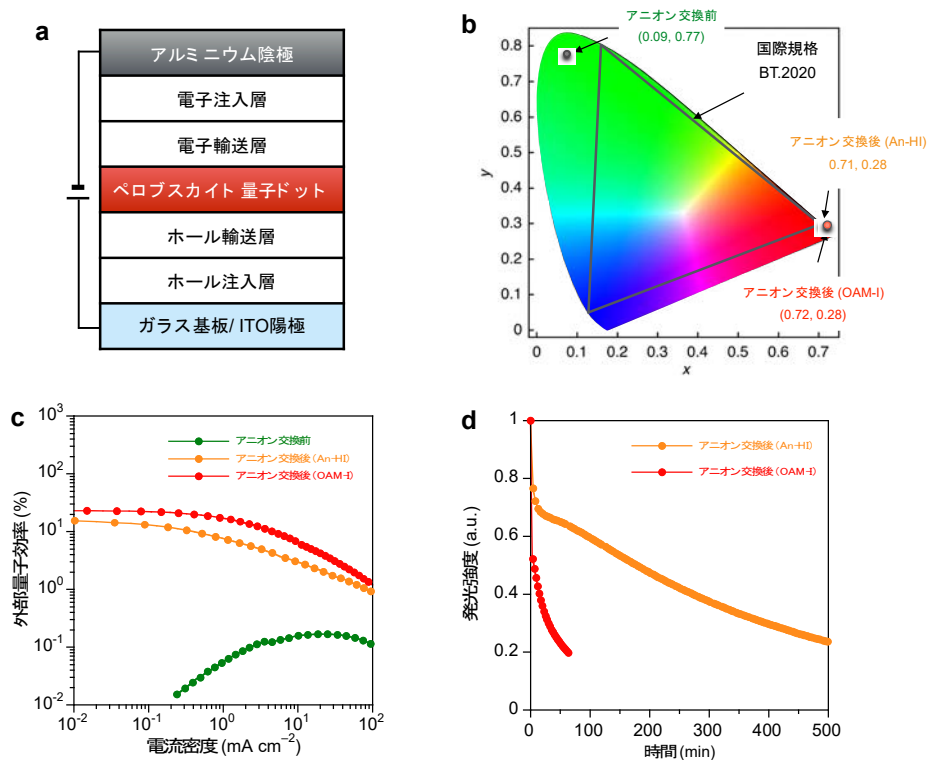 a
アルミニウム陰極
電子注入層
電子輸送層
ペロブスカイト 量子ドット
ホール輸送層
ホール注入層
ガラス基板/ ITO陽極
b
アニオン交換前
(0.09, 0.77)
国際規格
BT.2020
アニオン交換後 (An-HI)
0.71, 0.28
アニオン交換後 (OAM-I)
(0.72, 0.28)
y
0.8
0.7
0.6
0.5
0.4
0.3
0.2
0.1
0
0 0.1 0.2 0.3 0.4 0.5 0.6 0.7
x
c
アニオン交換前
アニオン交換後 (An-HI)
アニオン交換後 (OAM-I)
外部量子効率 (%)
10³
10²
10¹
10⁰
10⁻¹
10⁻²
10⁻² 10⁻¹ 10⁰ 10¹ 10²
電流密度 (mA cm⁻²)
d
アニオン交換後 (An-HI)
アニオン交換後 (OAM-I)
発光強度 (a.u.)
1
0.8
0.6
0.4
0.2
0
0 100 200 300 400 500
時間 (min)